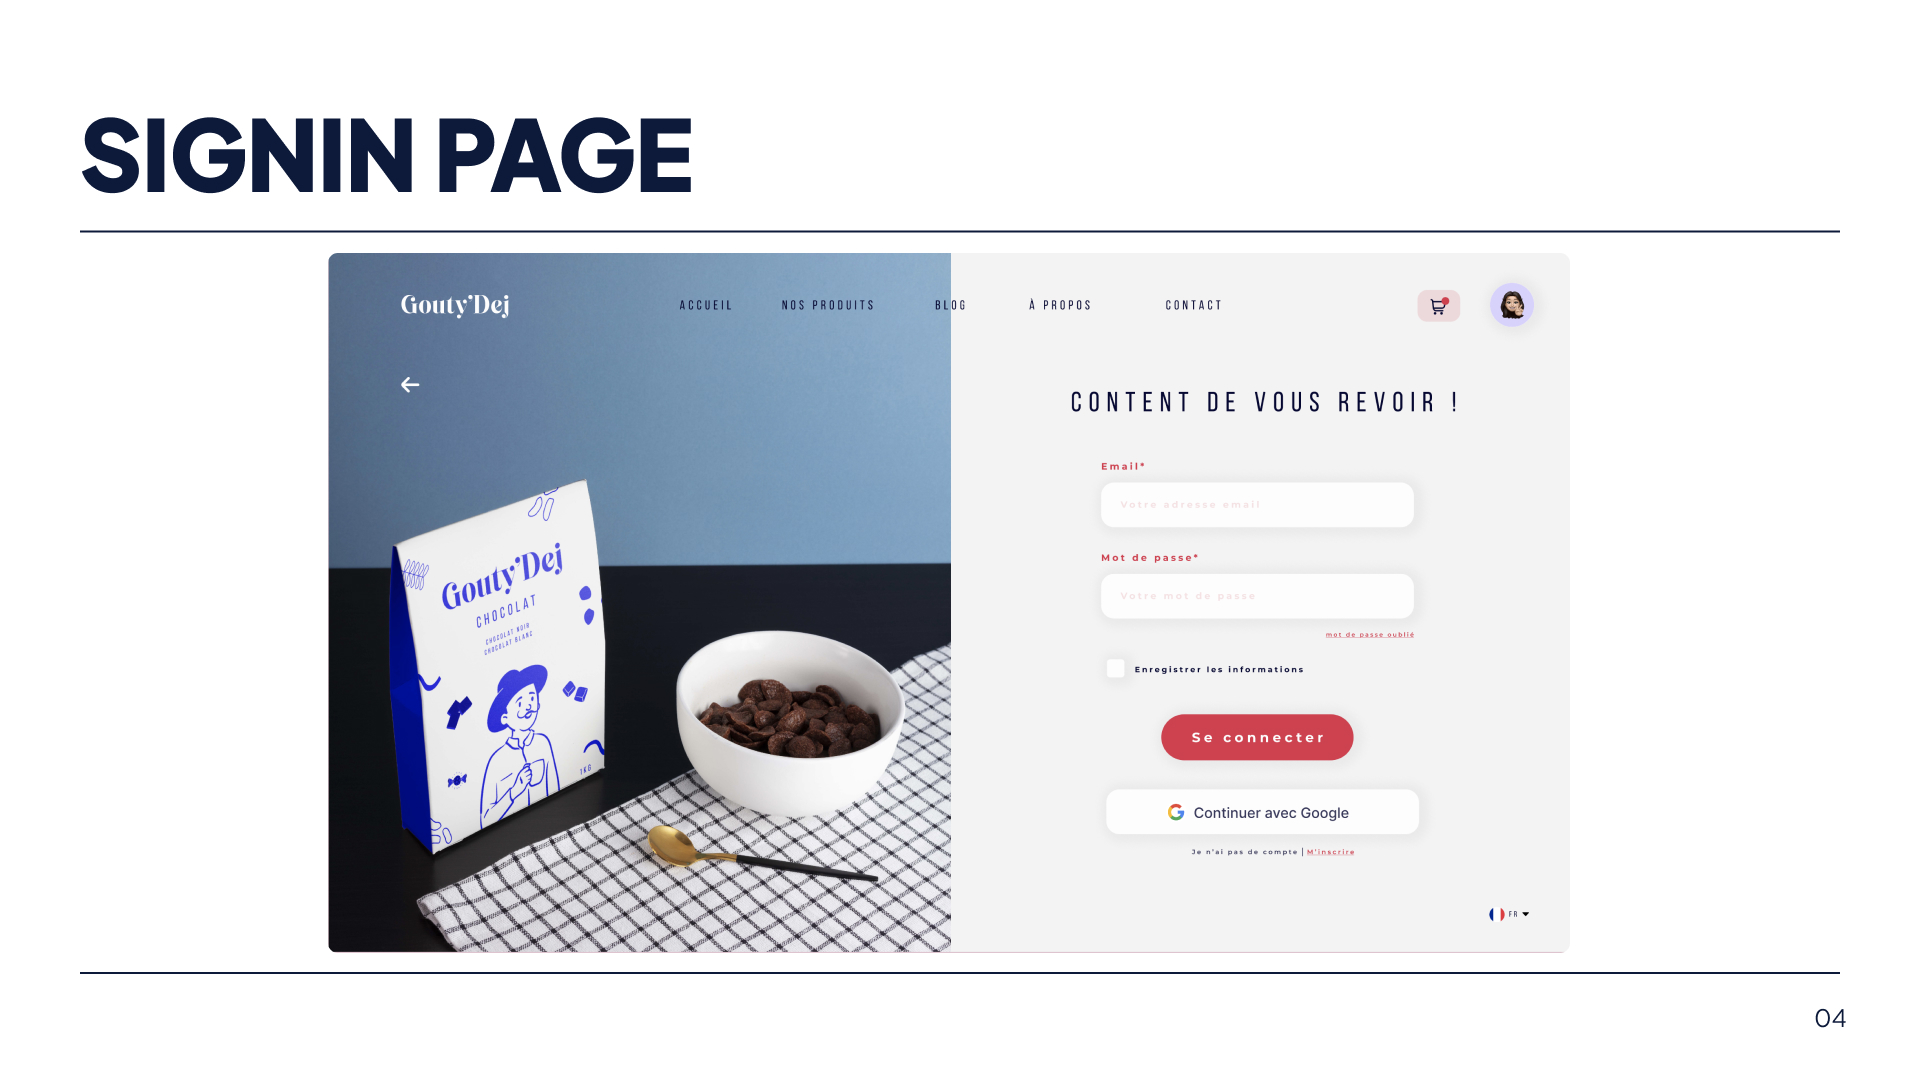 SIGNIN PAGE
Gouty'Dej
ACCUEIL NOS PRODUITS BLOG À PROPOS CONTACT
CONTENT DE VOUS REVOIR !
Email*
Votre adresse email
Mot de passe*
Votre mot de passe
mot de passe oublié
Enregistrer les informations
Se connecter
Continuer avec Google
Je n'ai pas de compte | M'inscrire
FR
Gouty'Dej
CHOCOLAT
CHOCOLAT NOIR
CHOCOLAT BLANC
1KG
04